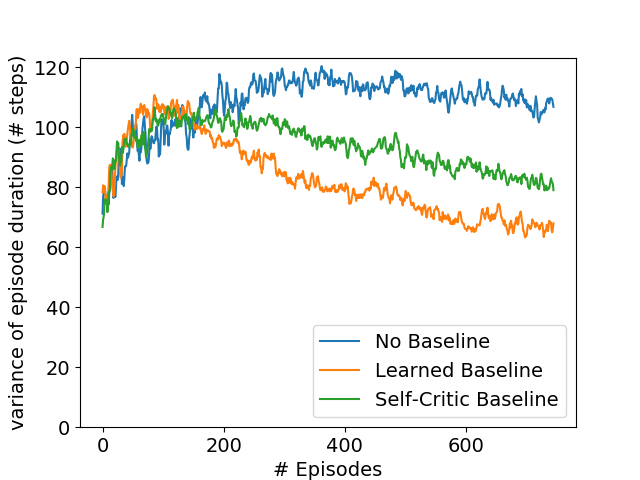 variance of episode duration (# steps)
120
100
80
60
40
20
0
No Baseline
Learned Baseline
Self-Critic Baseline
0 200 400 600
# Episodes